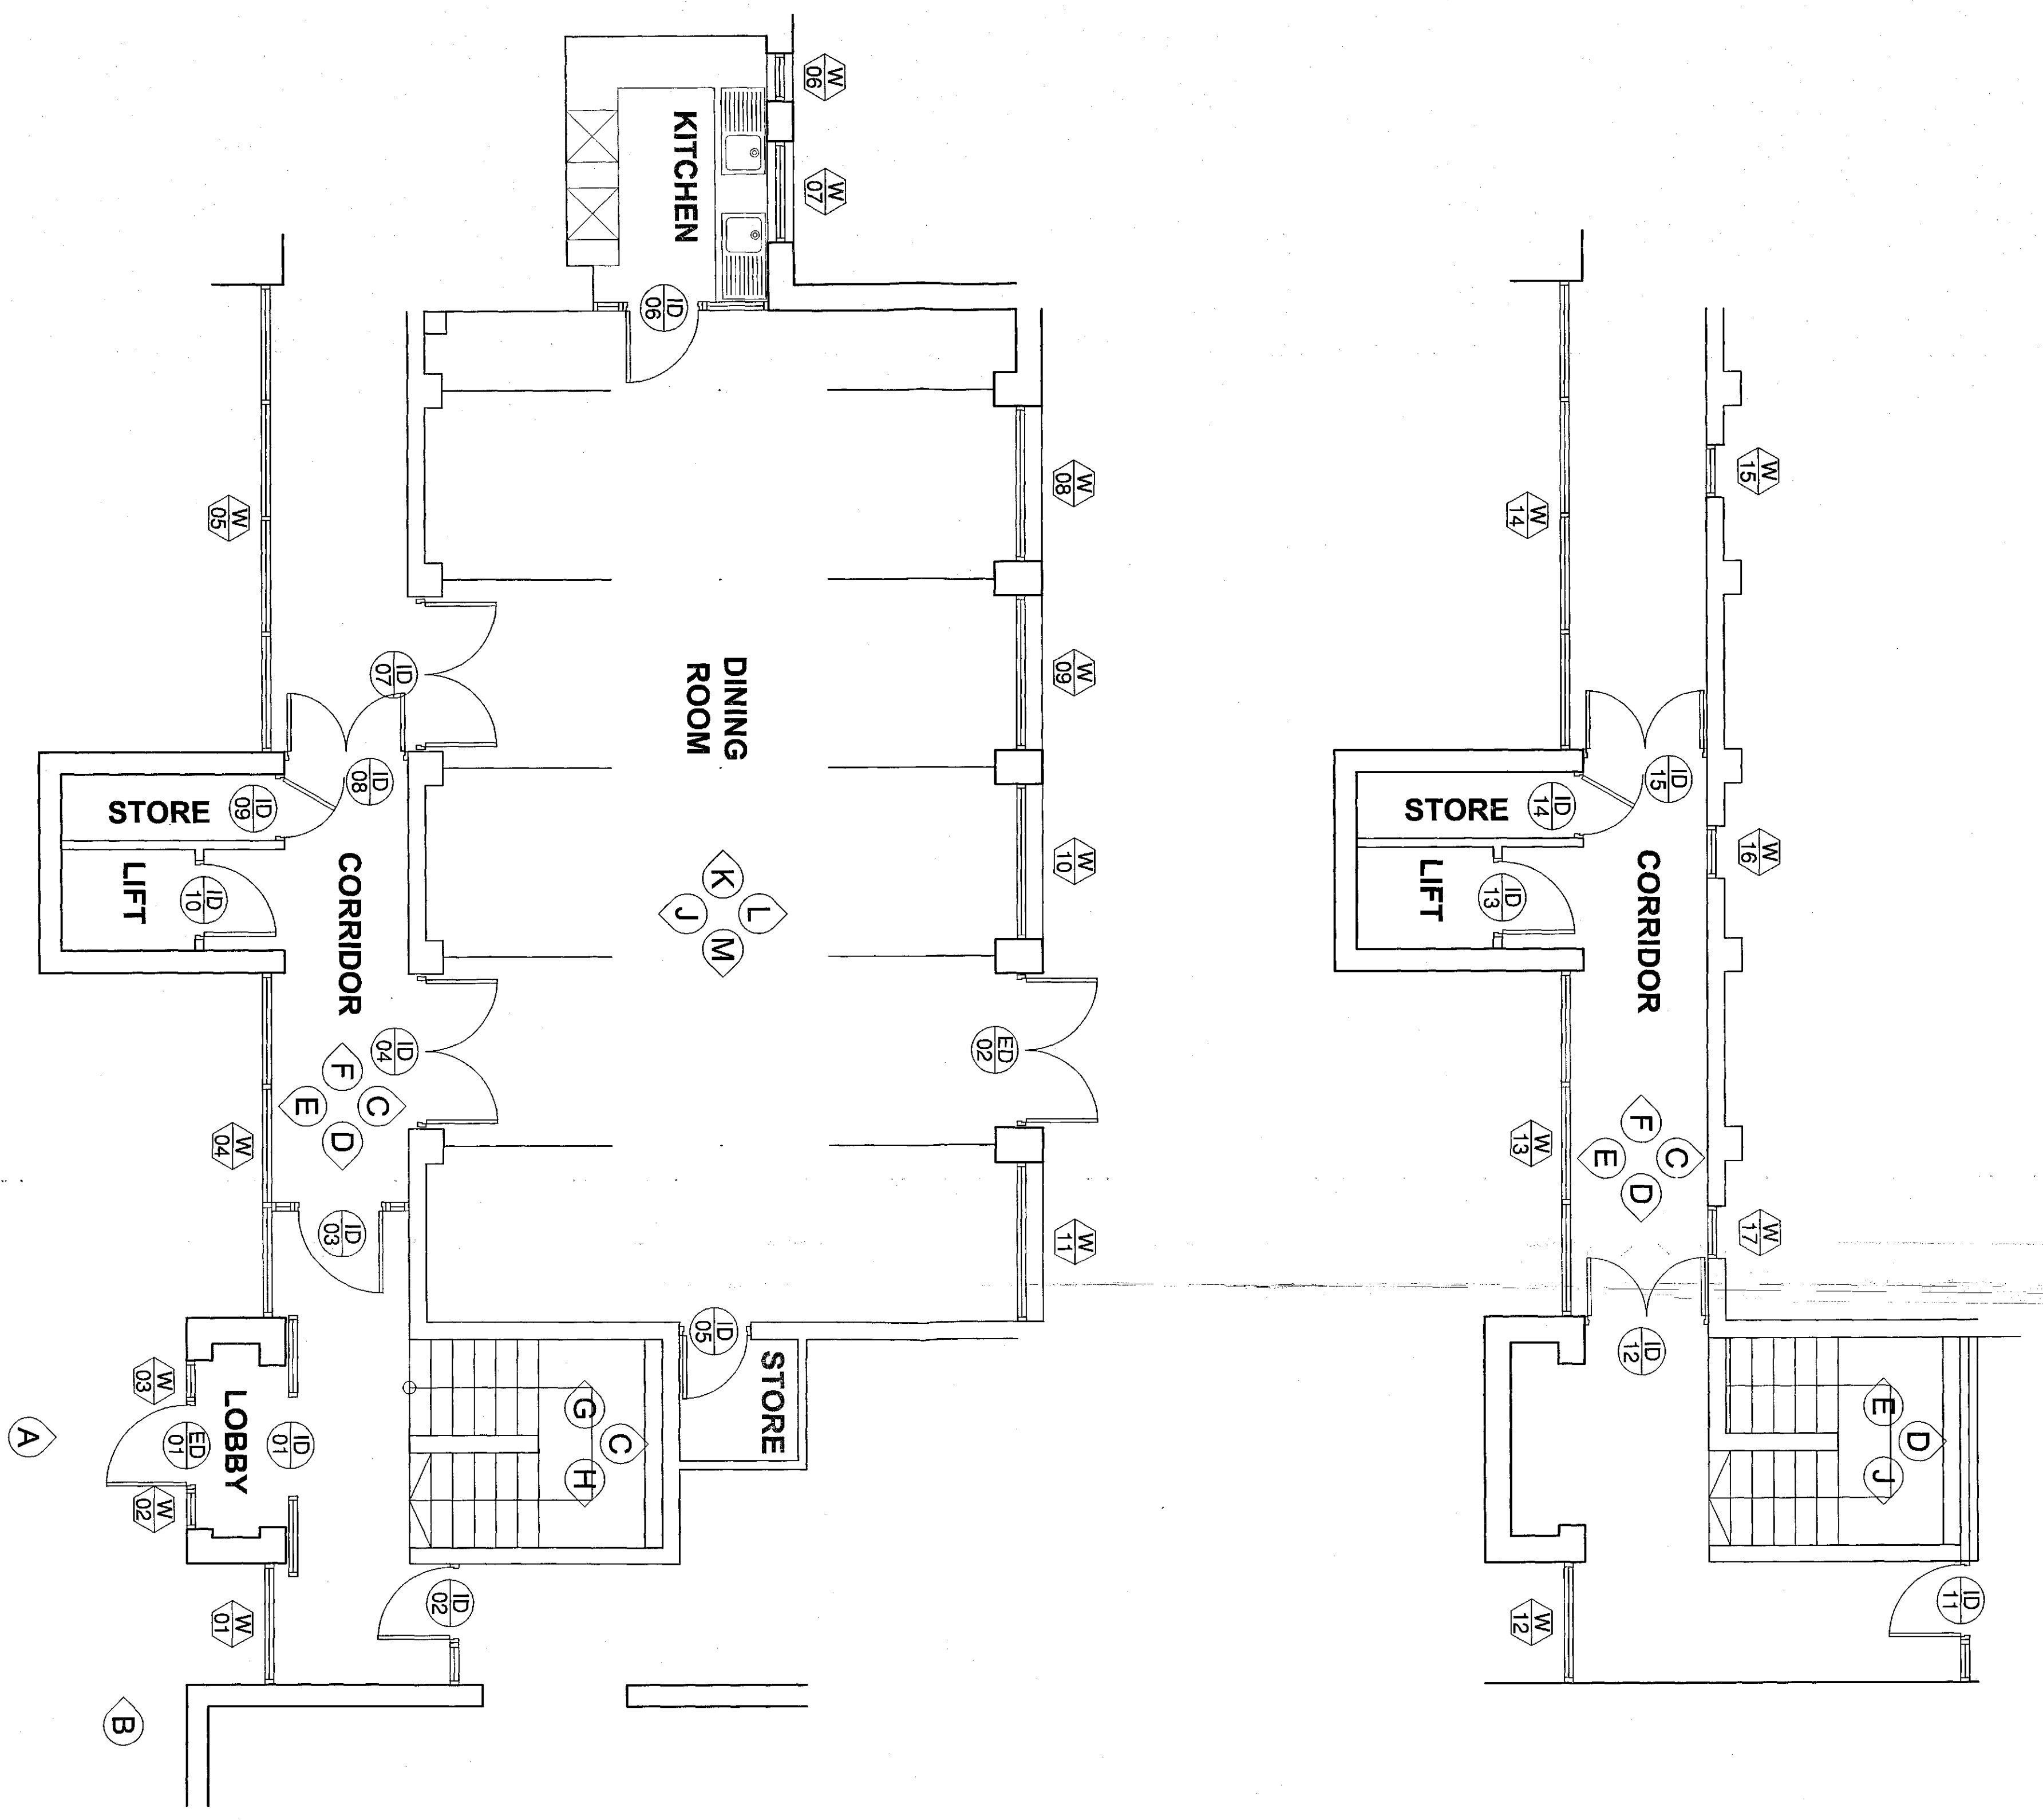 W
06
W
07
KITCHEN
ID
06
W
05
W
08
W
09
W
10
W
11
DINING
ROOM
ID
07
ID
08
ID
09
STORE
ID
10
LIFT
CORRIDOR
K
L
J
M
ID
04
ED
02
F
C
E
D
W
04
ID
03
ID
05
STORE
W
03
LOBBY
ED
01
ID
01
W
02
G
C
H
A
ID
02
W
01
B
W
15
W
14
ID
15
ID
14
STORE
W
16
ID
13
LIFT
CORRIDOR
F
C
E
D
W
13
W
17
ID
12
E
D
J
ID
11
W
12